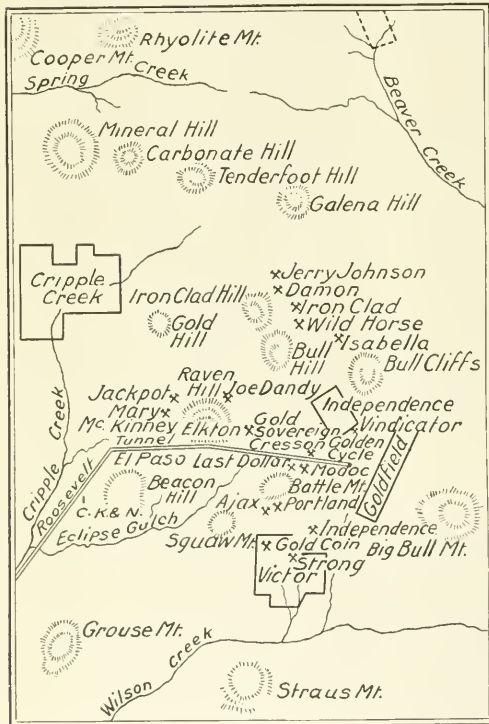 Rhyolite Mt.
Cooper Mt.
Spring Creek
Beaver Creek
Mineral Hill
Carbonate Hill
Tenderfoot Hill
Galena Hill
Cripple
Creek
Jerry Johnson
Damon
Iron Clad Hill
Iron Clad
Wild Horse
Gold
Hill
Bull
Hill
Isabella
Bull Cliffs
Raven
Hill
Joe Dandy
Jackpot
Mary
Mc.Kinney
Independence
Vindicator
Elkton
Gold
Sovereign
Cresson
Golden
Cycle
Goldfield
Cripple Creek
Roosevelt Tunnel
El Paso
Last Dollar
Modoc
Beacon
Hill
Battle Mt.
C.K.& N.
Ajax
Portland
Eclipse Gulch
Squaw Mt.
Independence
Gold Coin
Big Bull Mt.
Strong
Victor
Grouse Mt.
Wilson Creek
Straus Mt.